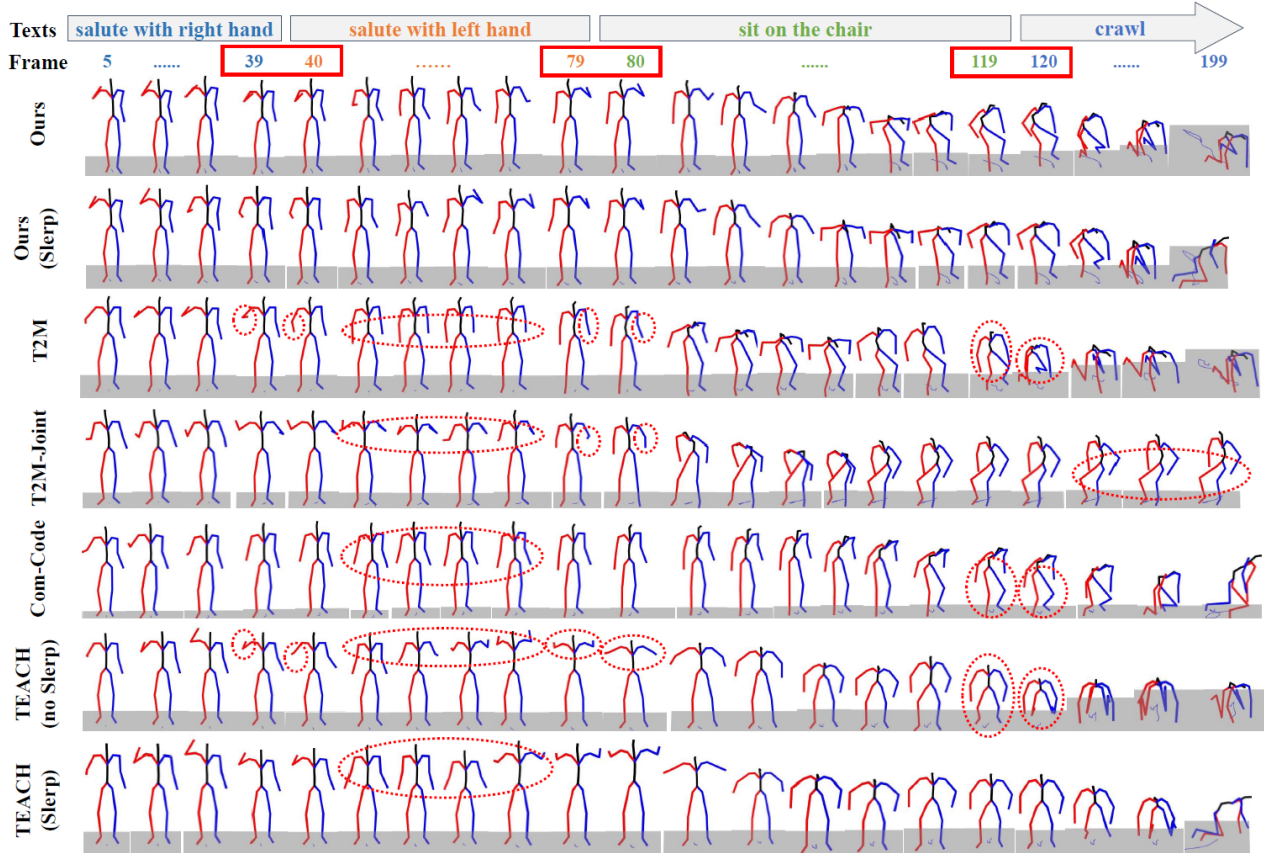 Texts salute with right hand salute with left hand sit on the chair crawl
Frame 5 ...... 39 40 ...... 79 80 ...... 119 120 ...... 199
Ours
Ours
(Slerp)
T2M
T2M-Joint
Com-Code
TEACH
(no Slerp)
TEACH
(Slerp)